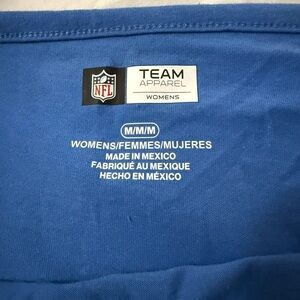 NFL
TEAM
APPAREL
WOMENS
M/M/M
WOMENS/FEMMES/MUJERES
MADE IN MEXICO
FABRIQUÉ AU MEXIQUE
HECHO EN MÉXICO